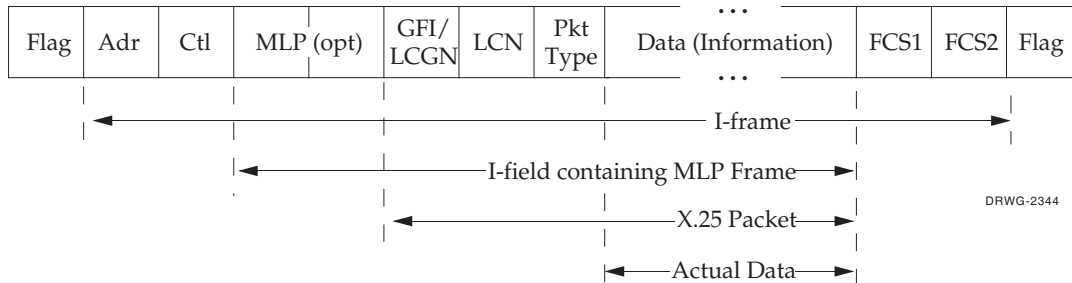 •••
Flag Adr Ctl MLP (opt) GFI/ LCGN LCN Pkt Type Data (Information) FCS1 FCS2 Flag
•••
I-frame
I-field containing MLP Frame
DRWG-2344
X.25 Packet
Actual Data